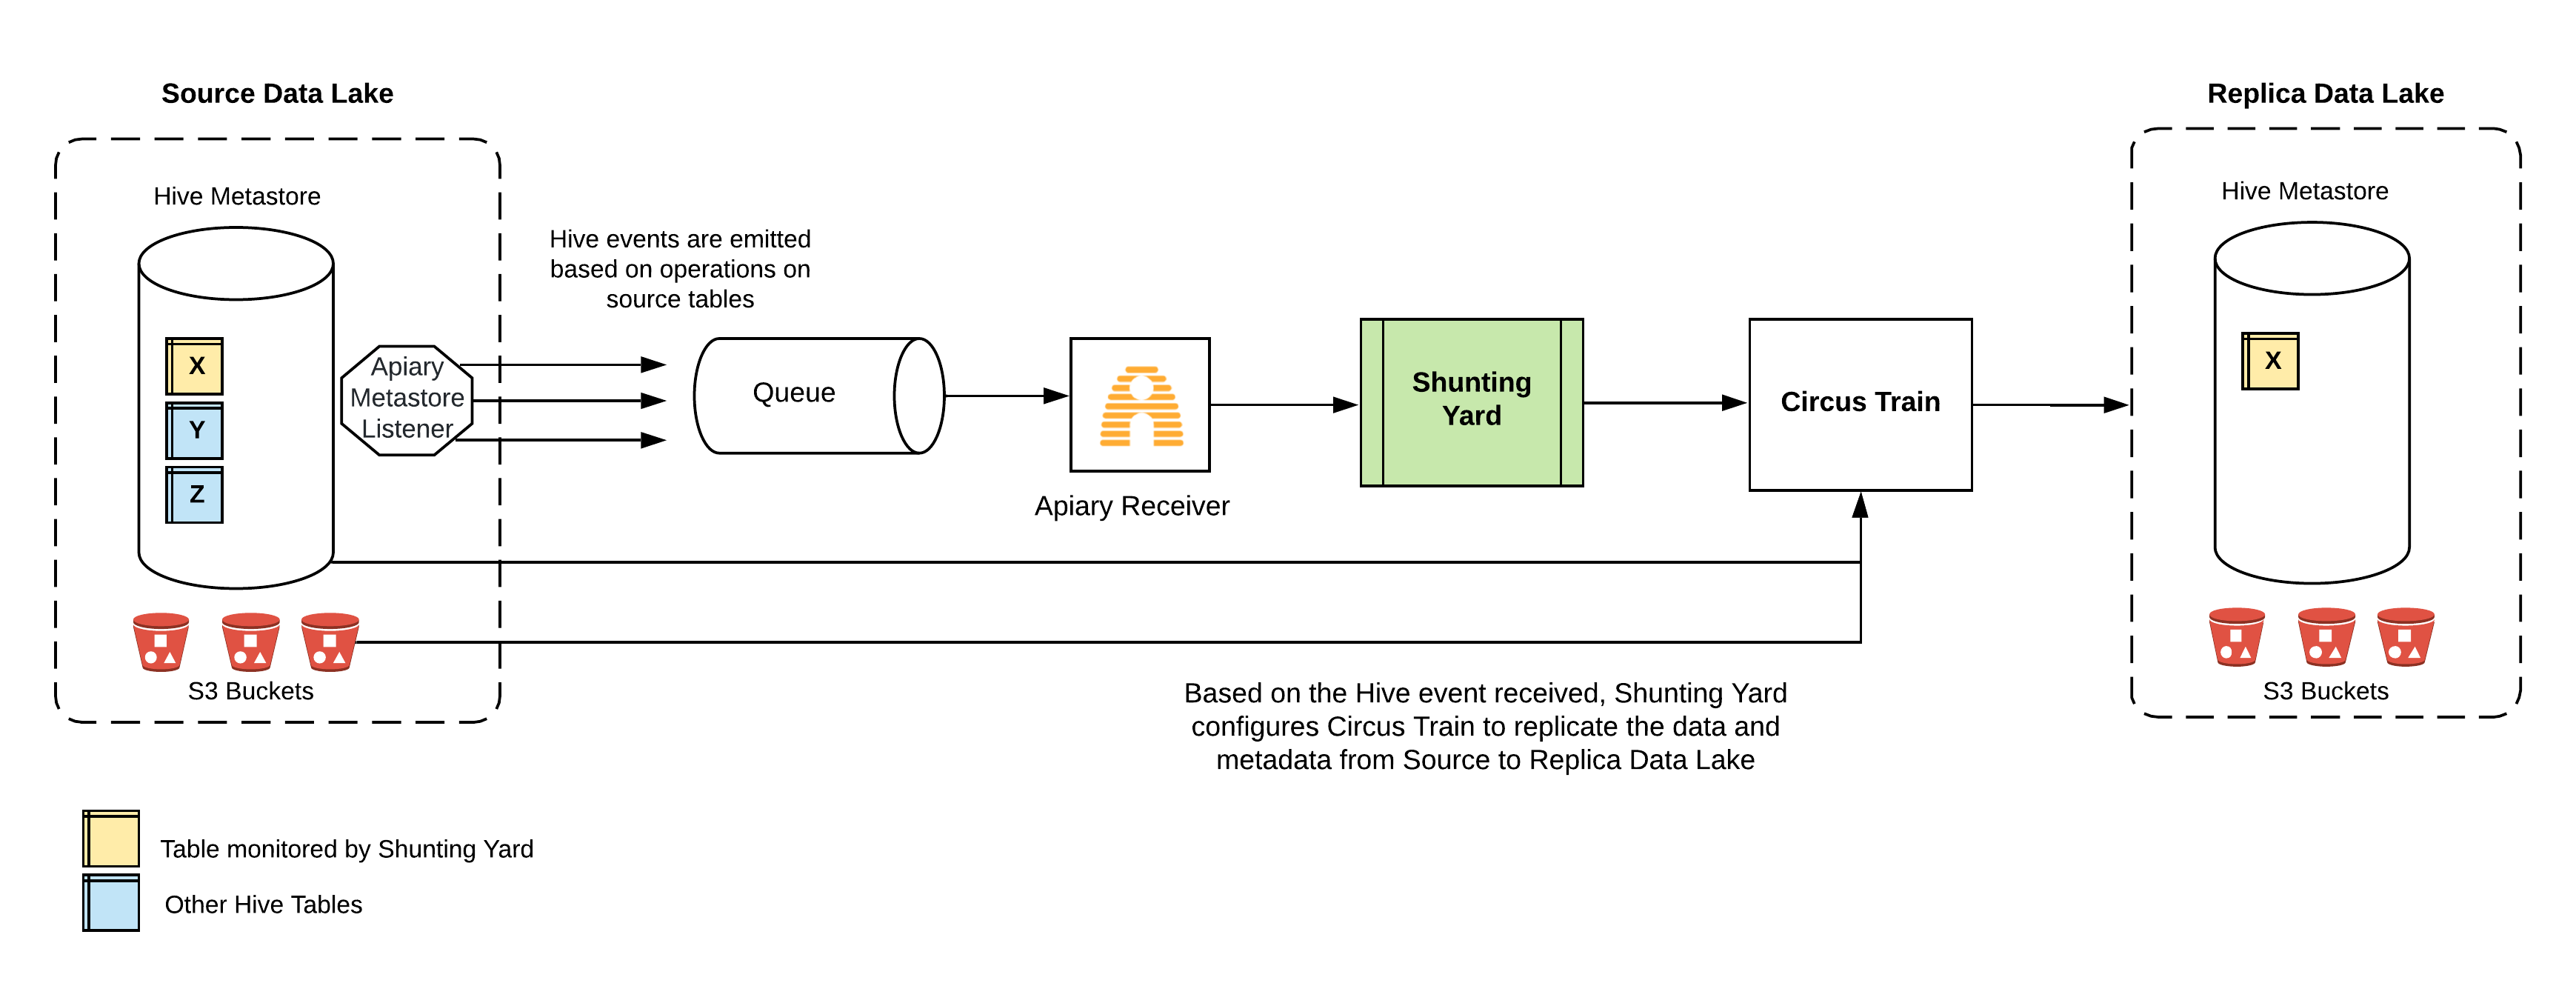 Source Data Lake
Replica Data Lake
Hive Metastore
Hive Metastore
Hive events are emitted
based on operations on
source tables
X
Y
Z
Apiary
Metastore
Listener
Queue
Apiary Receiver
Shunting
Yard
Circus Train
X
S3 Buckets
S3 Buckets
Based on the Hive event received, Shunting Yard
configures Circus Train to replicate the data and
metadata from Source to Replica Data Lake
Table monitored by Shunting Yard
Other Hive Tables